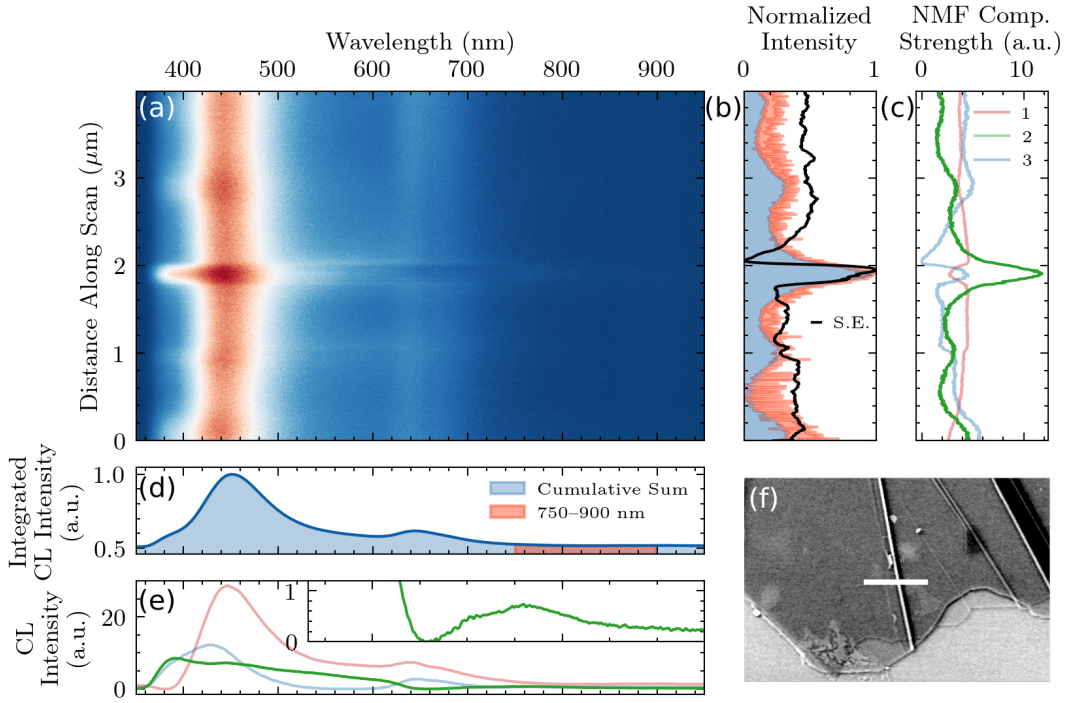 Normalized
Intensity
NMF Comp.
Strength (a.u.)
Wavelength (nm)
400 500 600 700 800 900
0 1
0 10
(a)
(b)
(c)
1
2
3
Distance Along Scan (μm)
3
2
1
0
S.E.
Integrated
CL Intensity
(a.u.)
1.0
0.5
(d)
Cumulative Sum
750–900 nm
CL
Intensity
(a.u.)
20
0
(e)
1
0
(f)